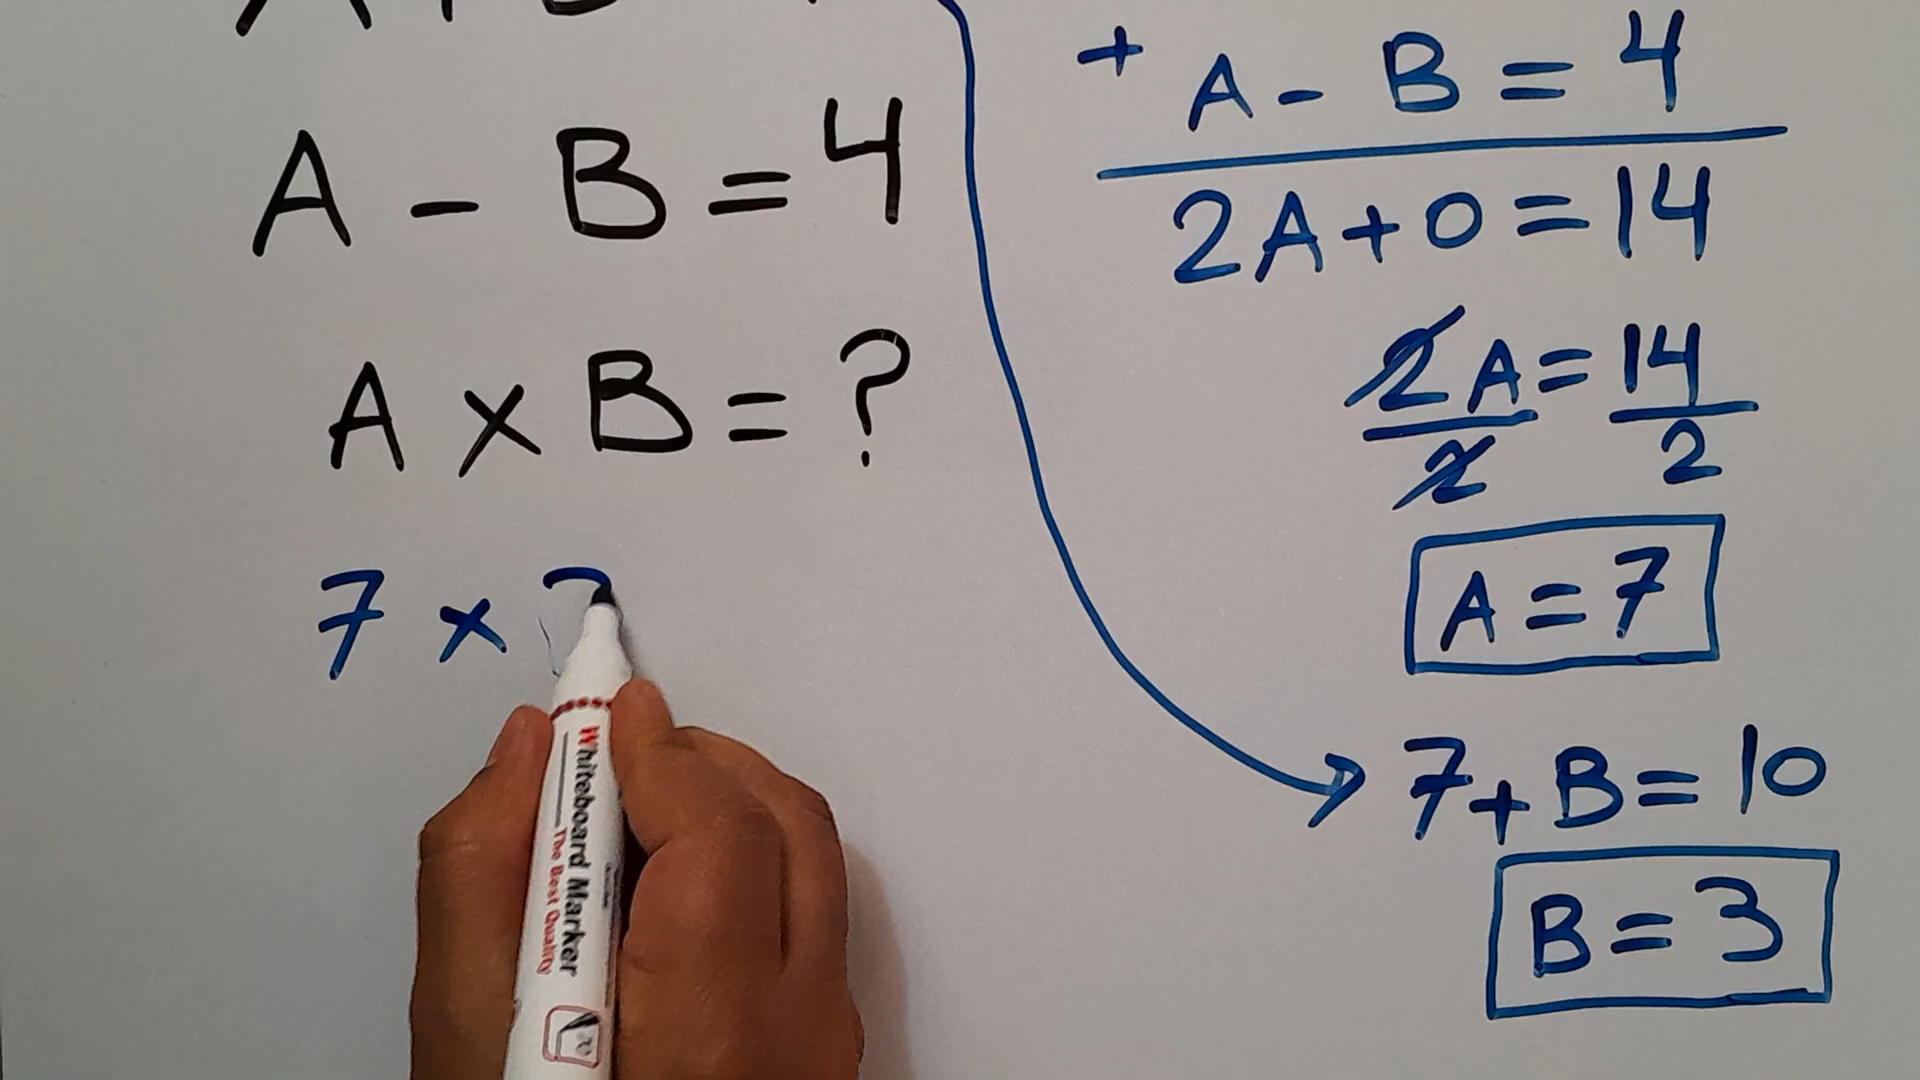 A - B = 4
A × B = ?
7 ×
+ A - B = 4
2A + 0 = 14
2A = 14
2 2
A = 7
7 + B = 10
B = 3
Whiteboard Marker
The Best Quality